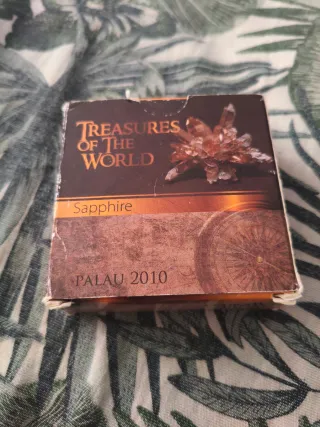 TREASURES
OF THE
WORLD
Sapphire
PALAU 2010